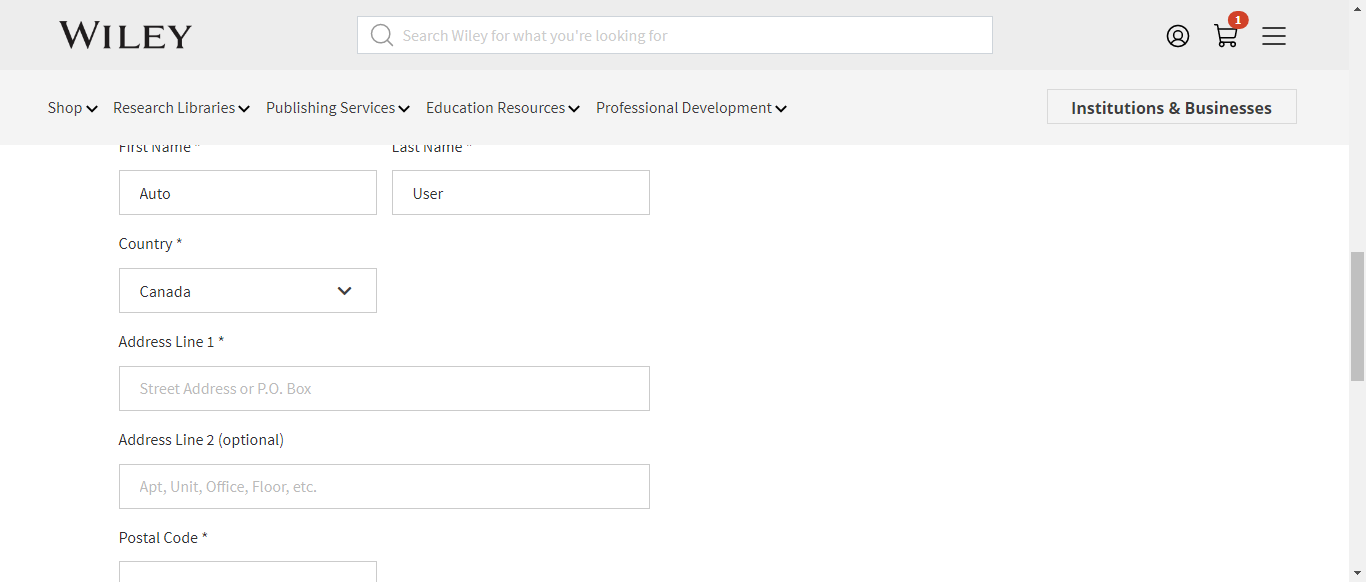 WILEY
Search Wiley for what you're looking for
1
Shop Research Libraries Publishing Services Education Resources Professional Development Institutions & Businesses
First Name * Last Name *
Auto User
Country *
Canada
Address Line 1 *
Street Address or P.O. Box
Address Line 2 (optional)
Apt, Unit, Office, Floor, etc.
Postal Code *